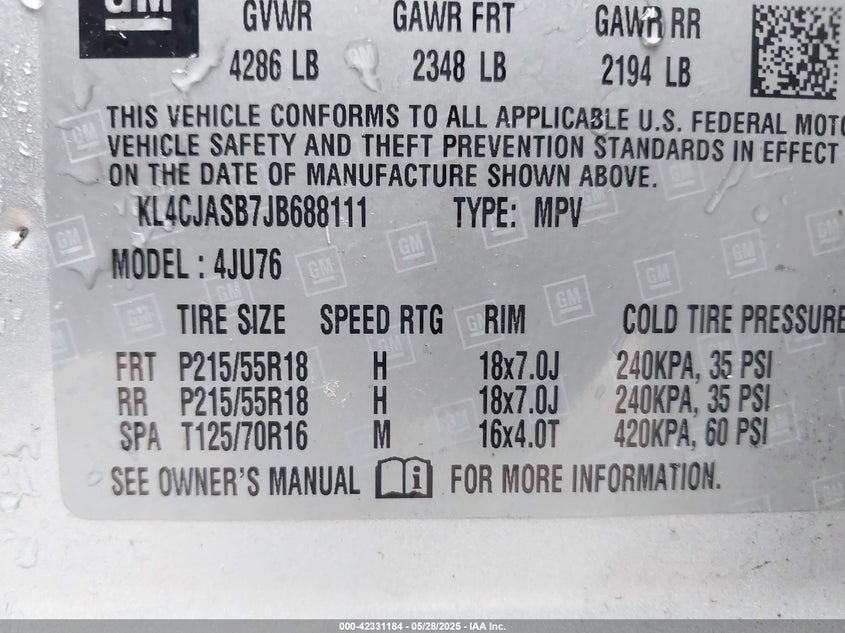 GM
GVWR GAWR FRT GAWR RR
4286 LB 2348 LB 2194 LB
THIS VEHICLE CONFORMS TO ALL APPLICABLE U.S. FEDERAL MOTO
VEHICLE SAFETY AND THEFT PREVENTION STANDARDS IN EFFECT
ON THE DATE OF MANUFACTURE SHOWN ABOVE.
KL4CJASB7JB688111 TYPE: MPV
MODEL : 4JU76
TIRE SIZE SPEED RTG RIM COLD TIRE PRESSURE
FRT P215/55R18 H 18x7.0J 240KPA, 35 PSI
RR P215/55R18 H 18x7.0J 240KPA, 35 PSI
SPA T125/70R16 M 16x4.0T 420KPA, 60 PSI
SEE OWNER'S MANUAL i FOR MORE INFORMATION.
000-42331184 — 05/28/2025 — IAA Inc.